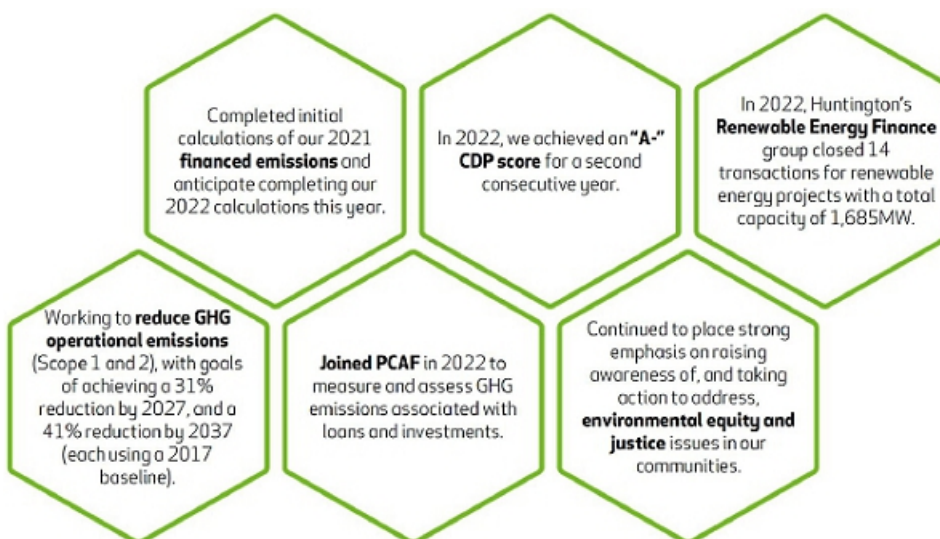 Completed initial
calculations of our 2021
financed emissions and
anticipate completing our
2022 calculations this year.
In 2022, we achieved an "A-"
CDP score for a second
consecutive year.
In 2022, Huntington's
Renewable Energy Finance
group closed 14
transactions for renewable
energy projects with a total
capacity of 1,685MW.
Working to reduce GHG
operational emissions
(Scope 1 and 2), with goals
of achieving a 31%
reduction by 2027, and a
41% reduction by 2037
(each using a 2017
baseline).
Joined PCAF in 2022 to
measure and assess GHG
emissions associated with
loans and investments.
Continued to place strong
emphasis on raising
awareness of, and taking
action to address,
environmental equity and
justice issues in our
communities.